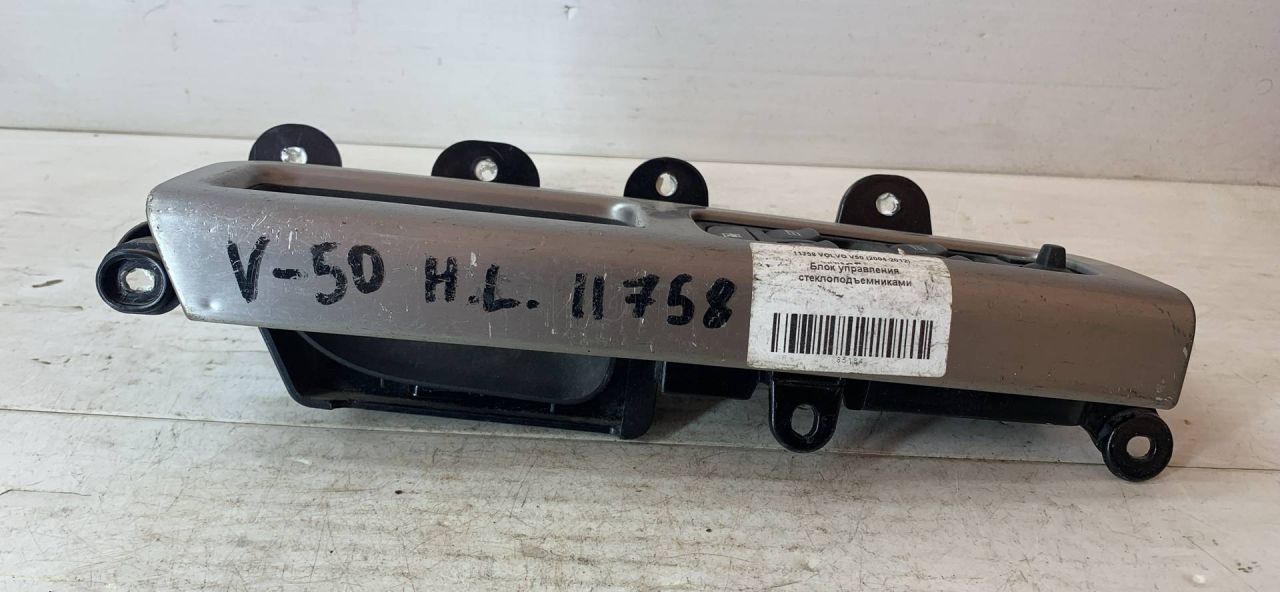 V-50 H.L. 11758
11758 VOLVO V50 (2004-2012)
Блок управления
стеклоподъемниками